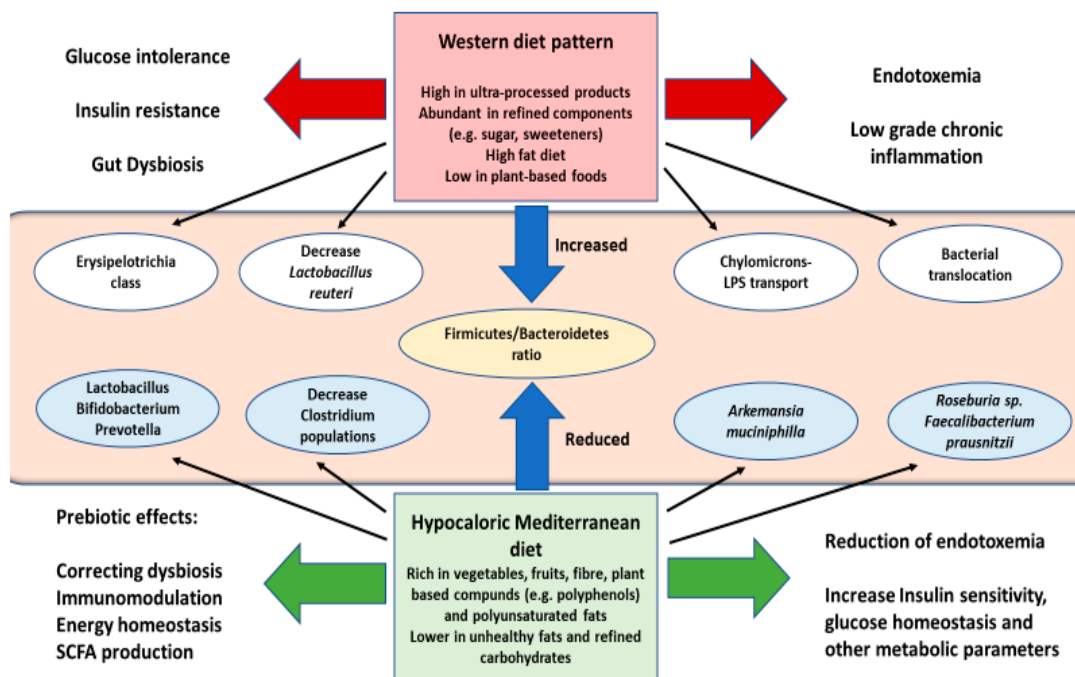 Western diet pattern
High in ultra-processed products
Abundant in refined components
(e.g. sugar, sweeteners)
High fat diet
Low in plant-based foods
Glucose intolerance
Insulin resistance
Gut Dysbiosis
Endotoxemia
Low grade chronic
inflammation
Increased
Erysipelotrichia
class
Decrease
Lactobacillus
reuteri
Chylomicrons-
LPS transport
Bacterial
translocation
Firmicutes/Bacteroidetes
ratio
Lactobacillus
Bifidobacterium
Prevotella
Decrease
Clostridium
populations
Arkemansia
muciniphilla
Roseburia sp.
Faecalibacterium
prausnitzii
Reduced
Hypocaloric Mediterranean
diet
Rich in vegetables, fruits, fibre, plant
based compunds (e.g. polyphenols)
and polyunsaturated fats
Lower in unhealthy fats and refined
carbohydrates
Prebiotic effects:
Correcting dysbiosis
Immunomodulation
Energy homeostasis
SCFA production
Reduction of endotoxemia
Increase Insulin sensitivity,
glucose homeostasis and
other metabolic parameters